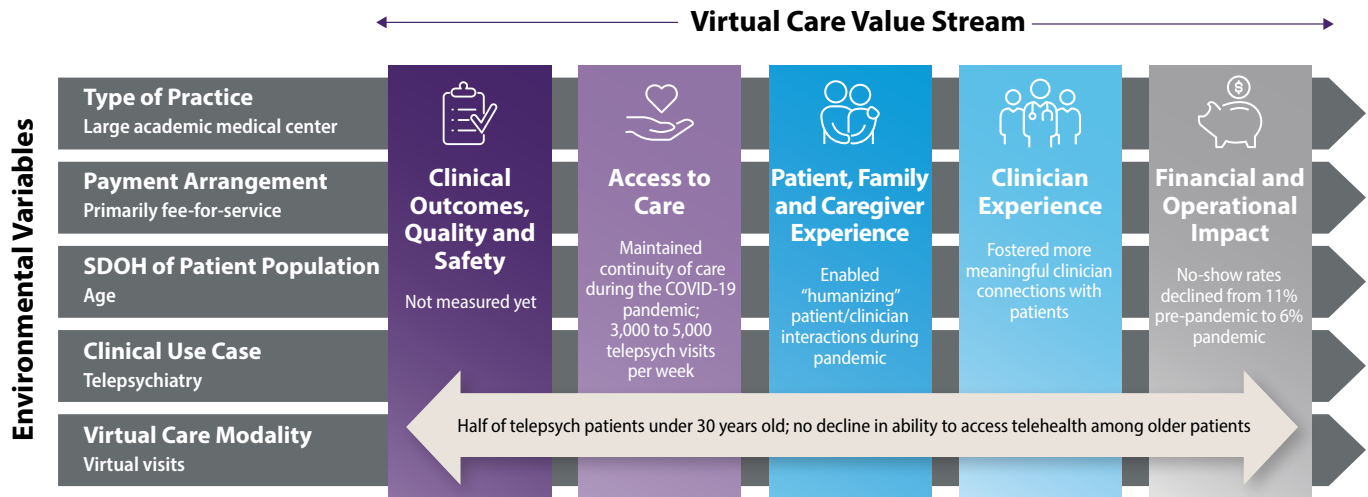 Virtual Care Value Stream
Environmental Variables
Type of Practice
Large academic medical center
Payment Arrangement
Primarily fee-for-service
SDOH of Patient Population
Age
Clinical Use Case
Telepsychiatry
Virtual Care Modality
Virtual visits
Clinical
Outcomes,
Quality and
Safety
Not measured yet
Access to
Care
Maintained
continuity of care
during the COVID-19
pandemic;
3,000 to 5,000
telepsych visits
per week
Patient, Family
and Caregiver
Experience
Enabled
“humanizing”
patient/clinician
interactions during
pandemic
Clinician
Experience
Fostered more
meaningful clinician
connections with
patients
$
Financial and
Operational
Impact
No-show rates
declined from 11%
pre-pandemic to 6%
pandemic
Half of telepsych patients under 30 years old; no decline in ability to access telehealth among older patients